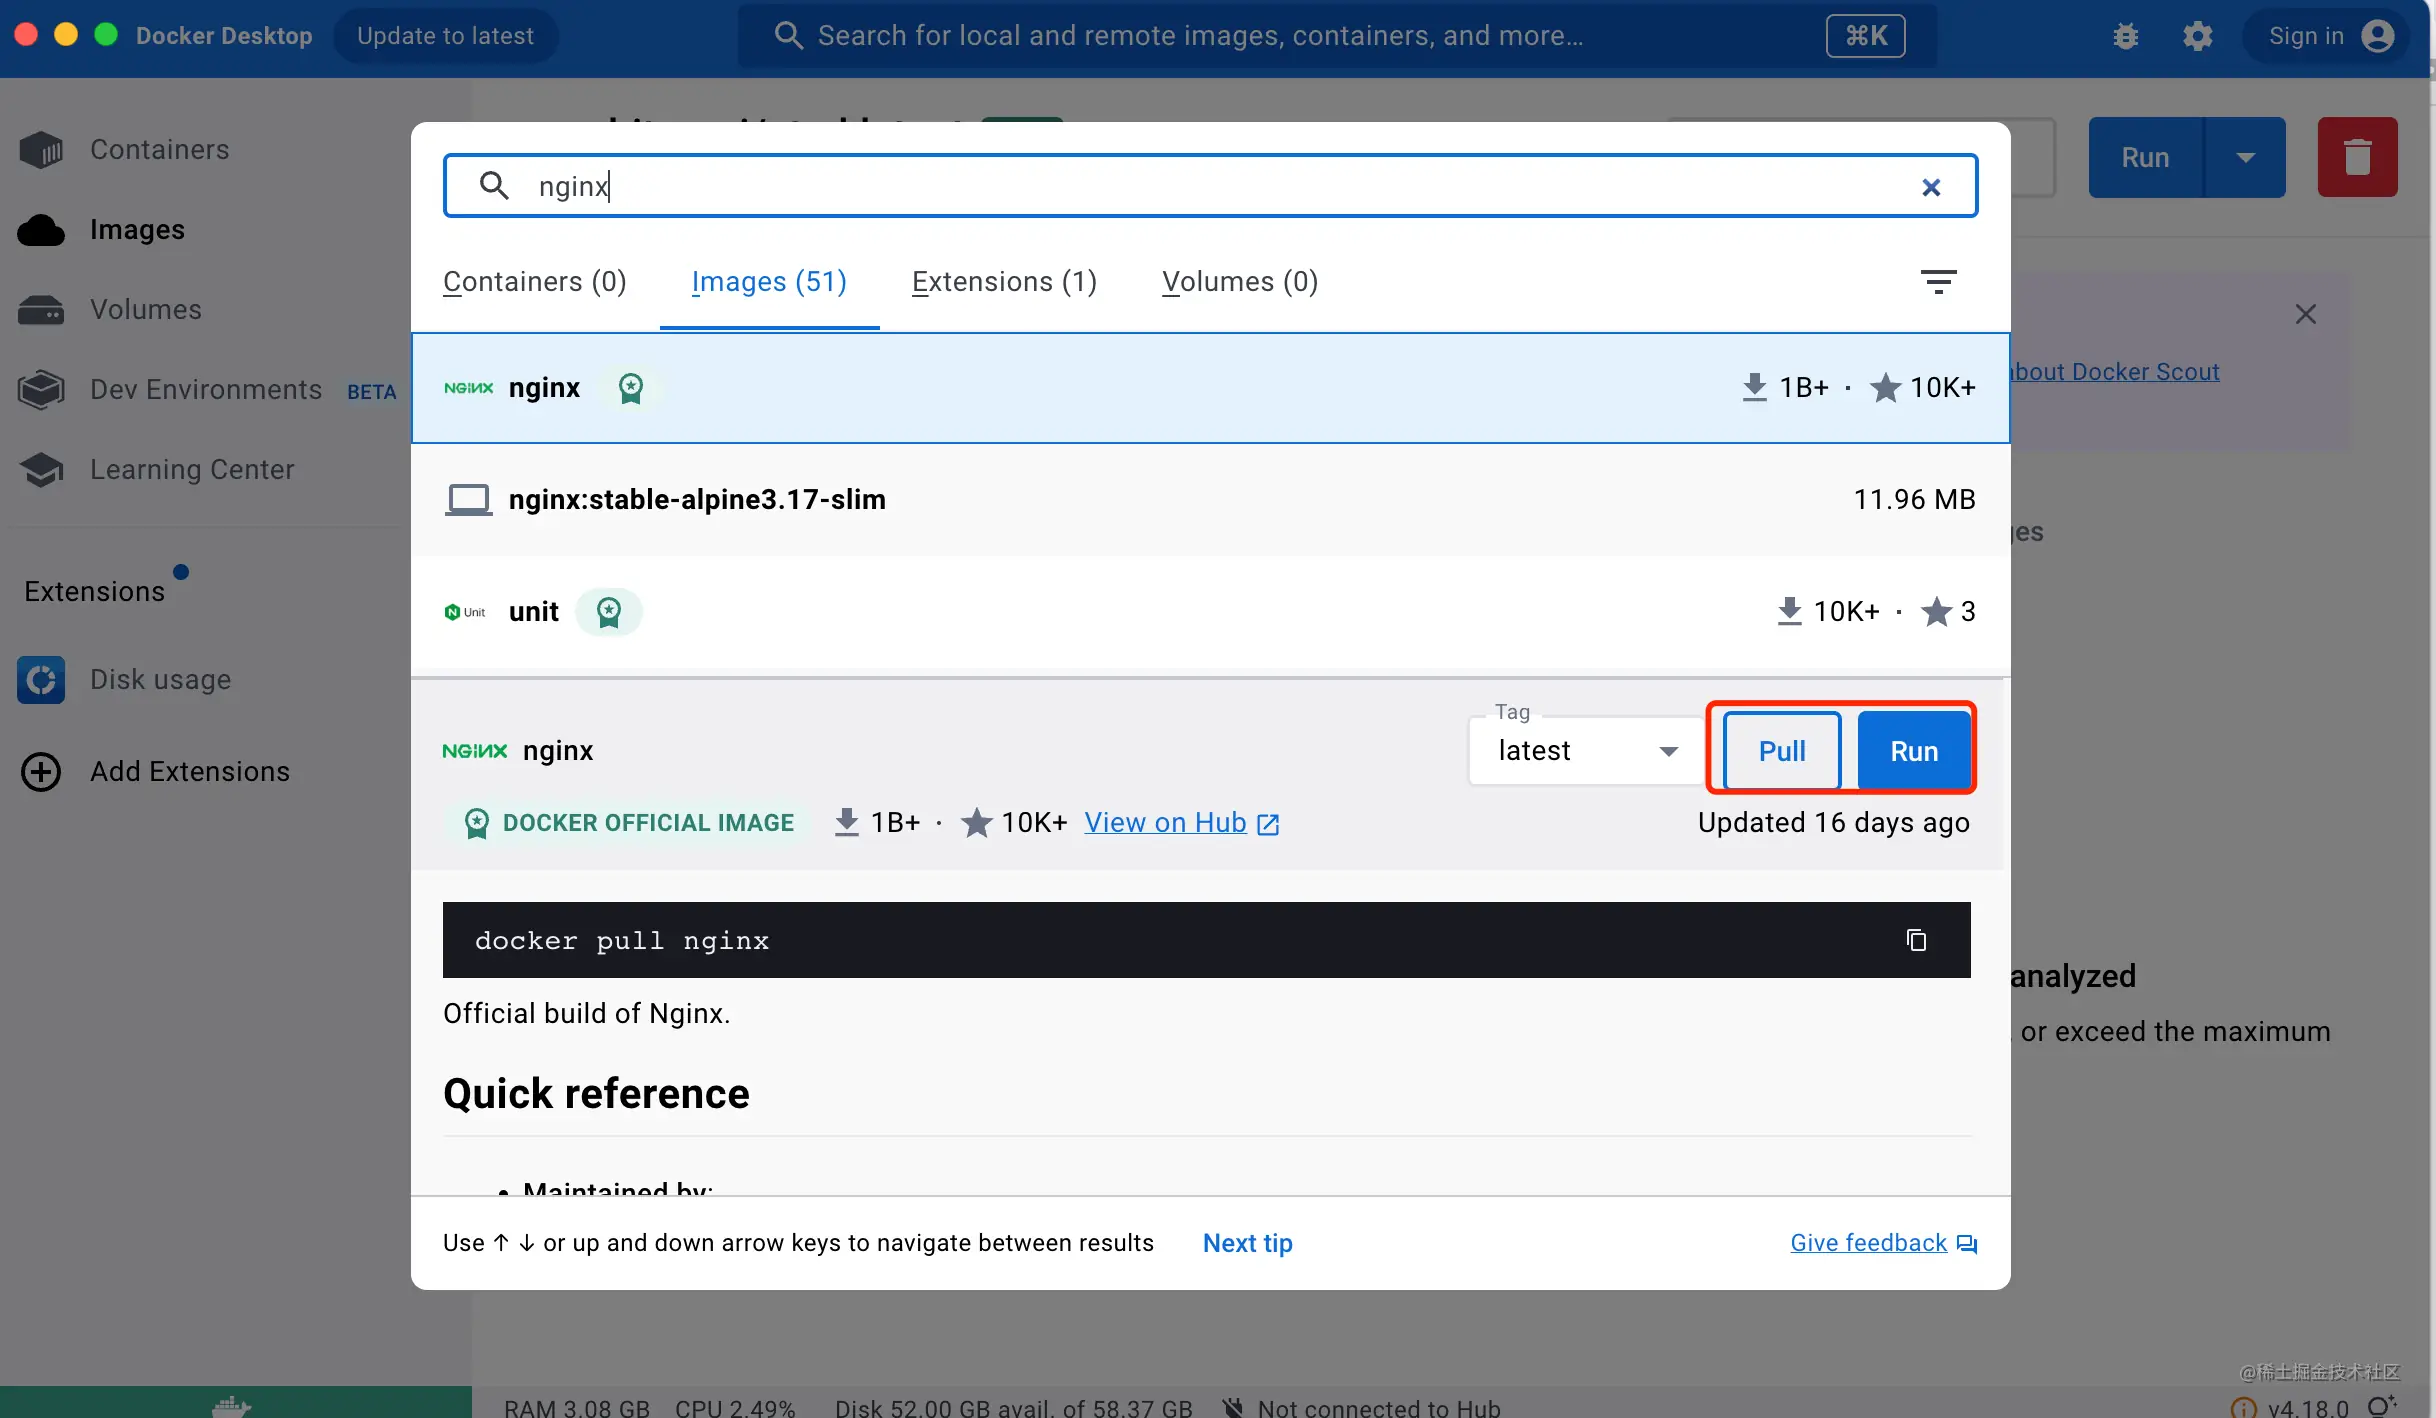 Docker Desktop Update to latest Search for local and remote images, containers, and more... ⌘K Sign in
Containers
Images
Volumes
Dev Environments BETA
Learning Center
Extensions
Disk usage
Add Extensions
Run
nginx
Containers (0) Images (51) Extensions (1) Volumes (0)
about Docker Scout
NGINX nginx 1B+ · 10K+
nginx:stable-alpine3.17-slim 11.96 MB
Unit unit 10K+ · 3
Tag
NGINX nginx latest Pull Run
DOCKER OFFICIAL IMAGE 1B+ · 10K+ View on Hub Updated 16 days ago
docker pull nginx
Official build of Nginx.
analyzed
or exceed the maximum
Quick reference
• Maintained by:
Use ↑ ↓ or up and down arrow keys to navigate between results Next tip Give feedback
@稀土掘金技术社区
RAM 3.08 GB CPU 2.49% Disk 52.00 GB avail. of 58.37 GB Not connected to Hub v4.18.0